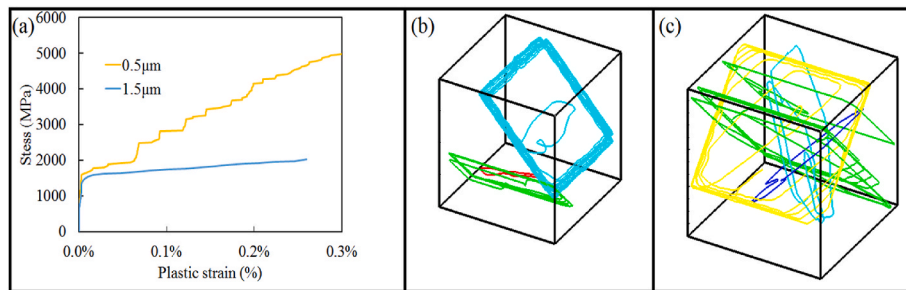 (a)
6000
5000
4000
3000
2000
1000
0
Stess (MPa)
0.5μm
1.5μm
0.0%
0.1%
0.2%
0.3%
Plastic strain (%)
(b)
(c)